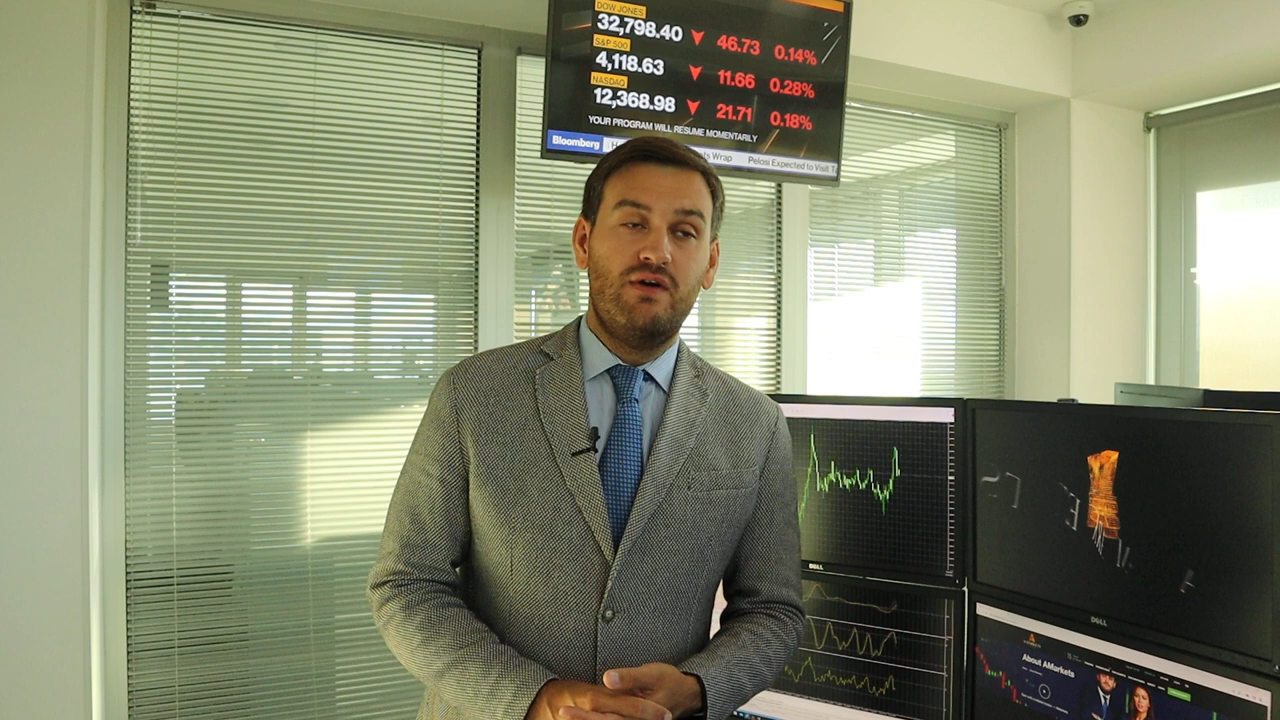 DOW JONES
32,798.40 ▼ 46.73 0.14%
S&P 500
4,118.63 ▼ 11.66 0.28%
NASDAQ
12,368.98 ▼ 21.71 0.18%
YOUR PROGRAM WILL RESUME MOMENTARILY
Bloomberg Wrap Pelosi Expected to Visit
DELL
DELL
About AMarkets